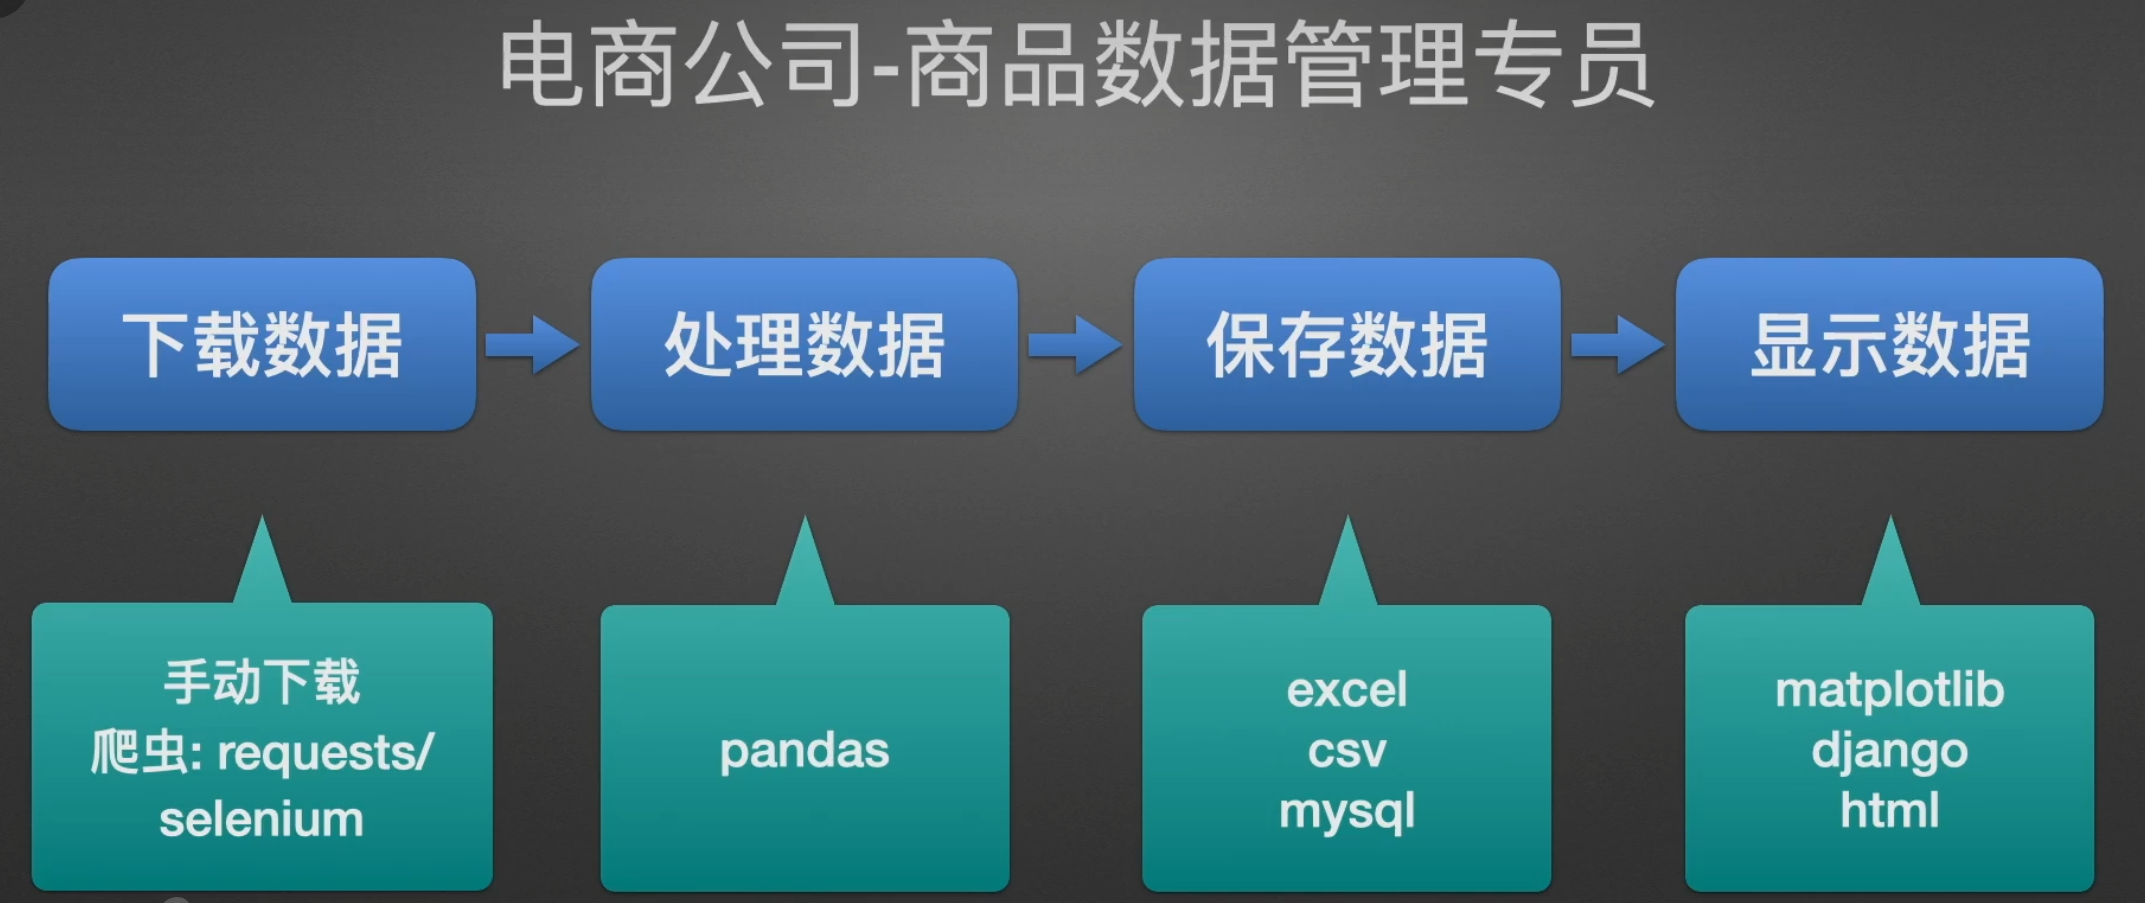 电商公司-商品数据管理专员
下载数据
处理数据
保存数据
显示数据
手动下载
爬虫: requests/
selenium
pandas
excel
csv
mysql
matplotlib
django
html